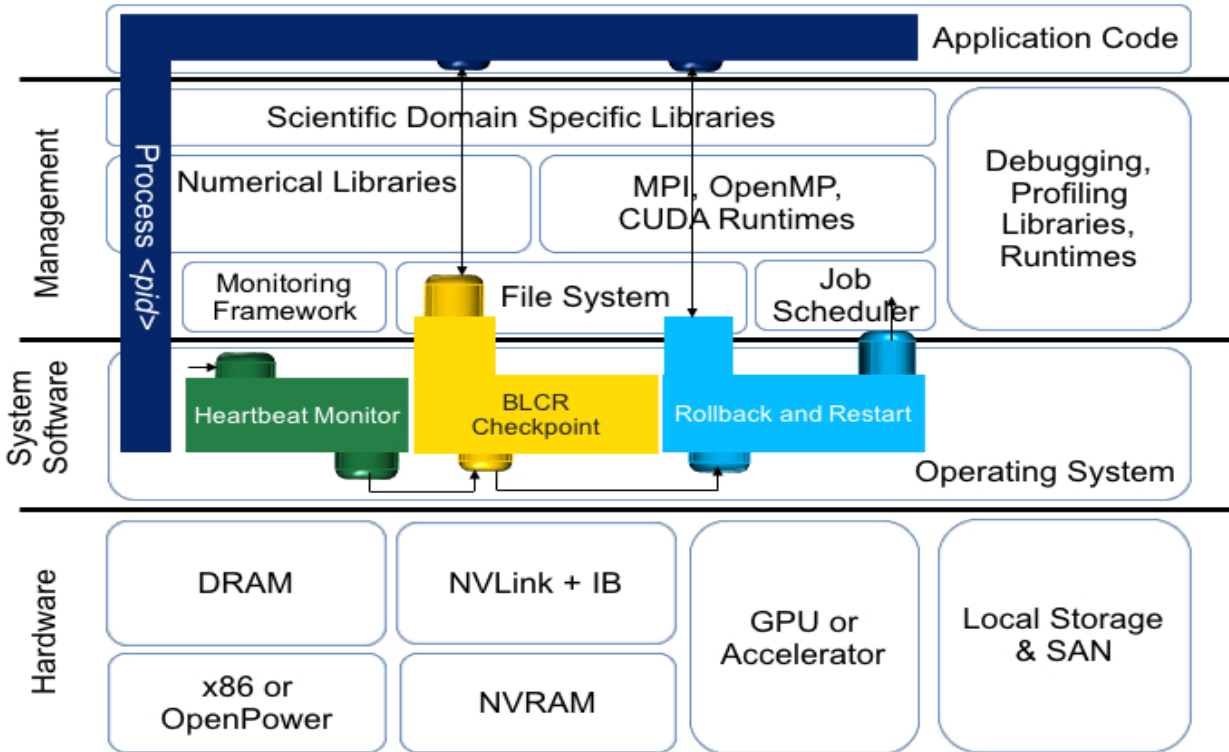 Application Code
Management
Process <pid>
Scientific Domain Specific Libraries
Numerical Libraries
MPI, OpenMP,
CUDA Runtimes
Debugging,
Profiling
Libraries,
Runtimes
Monitoring
Framework
File System
Job
Scheduler
System
Software
Heartbeat Monitor
BLCR
Checkpoint
Rollback and Restart
Operating System
Hardware
DRAM
NVLink + IB
GPU or
Accelerator
Local Storage
& SAN
x86 or
OpenPower
NVRAM